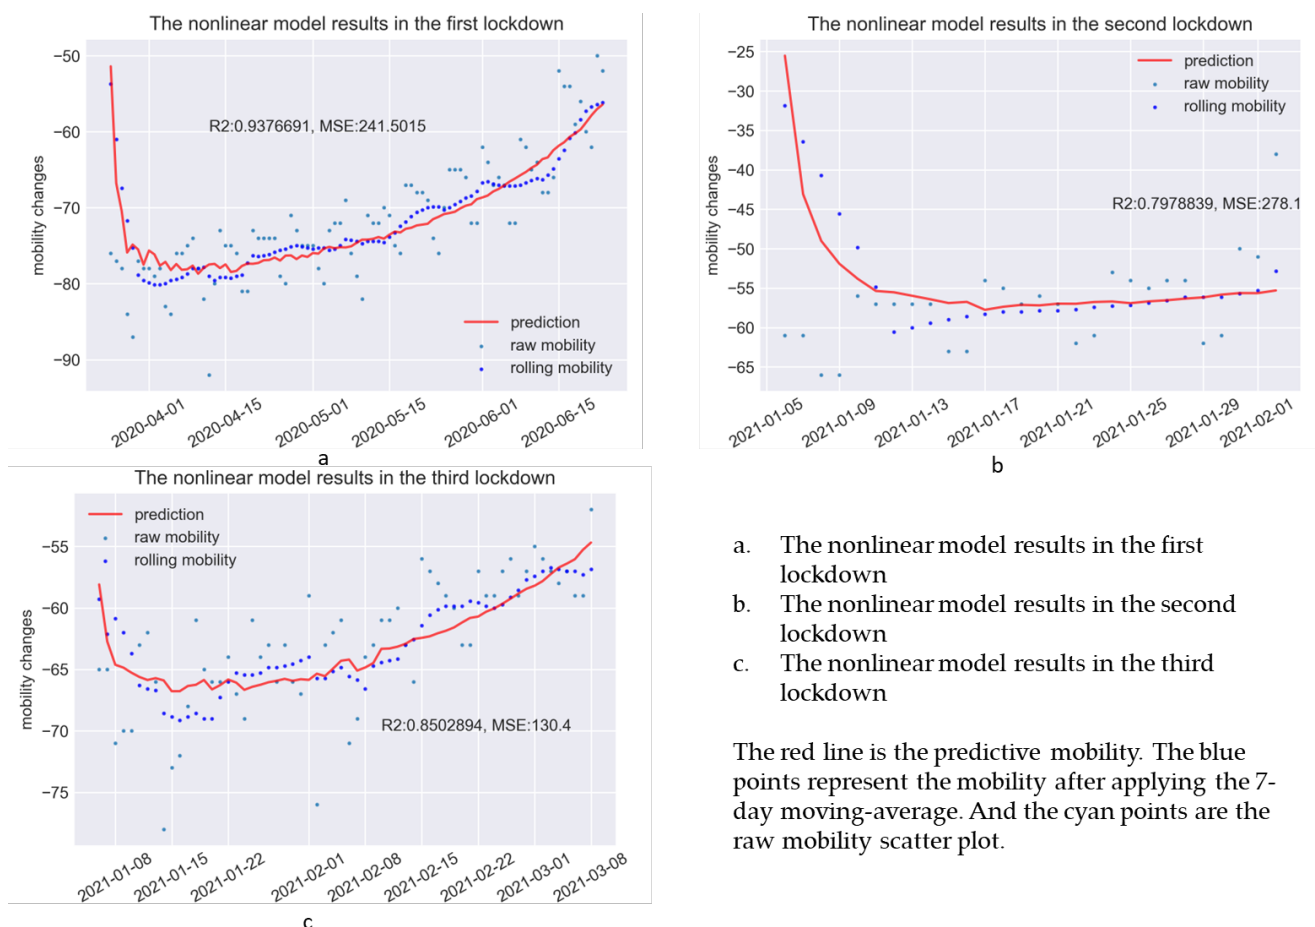 The nonlinear model results in the first lockdown
−50
−60
−70
−80
−90
mobility changes
R2:0.9376691, MSE:241.5015
prediction
raw mobility
rolling mobility
2020-04-01
2020-04-15
2020-05-01
2020-05-15
2020-06-01
2020-06-15
a
The nonlinear model results in the second lockdown
−25
−30
−35
−40
−45
−50
−55
−60
−65
mobility changes
prediction
raw mobility
rolling mobility
R2:0.7978839, MSE:278.1
2021-01-05
2021-01-09
2021-01-13
2021-01-17
2021-01-21
2021-01-25
2021-01-29
2021-02-01
b
The nonlinear model results in the third lockdown
prediction
raw mobility
rolling mobility
−55
−60
−65
−70
−75
mobility changes
R2:0.8502894, MSE:130.4
2021-01-08
2021-01-15
2021-01-22
2021-02-01
2021-02-08
2021-02-15
2021-02-22
2021-03-01
2021-03-08
c
a. The nonlinear model results in the first
lockdown
b. The nonlinear model results in the second
lockdown
c. The nonlinear model results in the third
lockdown
The red line is the predictive mobility. The blue
points represent the mobility after applying the 7-
day moving-average. And the cyan points are the
raw mobility scatter plot.